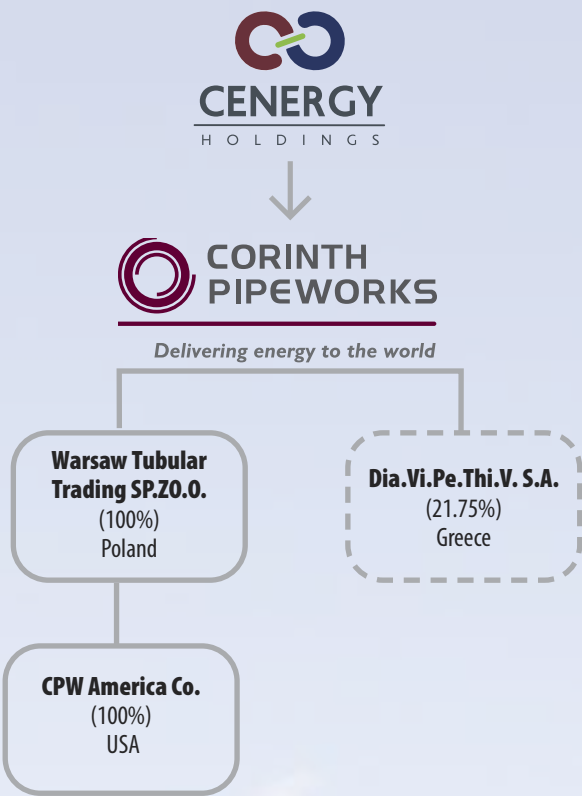 CENERGY
HOLDINGS
CORINTH
PIPEWORKS
Delivering energy to the world
Warsaw Tubular
Trading SP.ZO.O.
(100%)
Poland
Dia.Vi.Pe.Thi.V. S.A.
(21.75%)
Greece
CPW America Co.
(100%)
USA